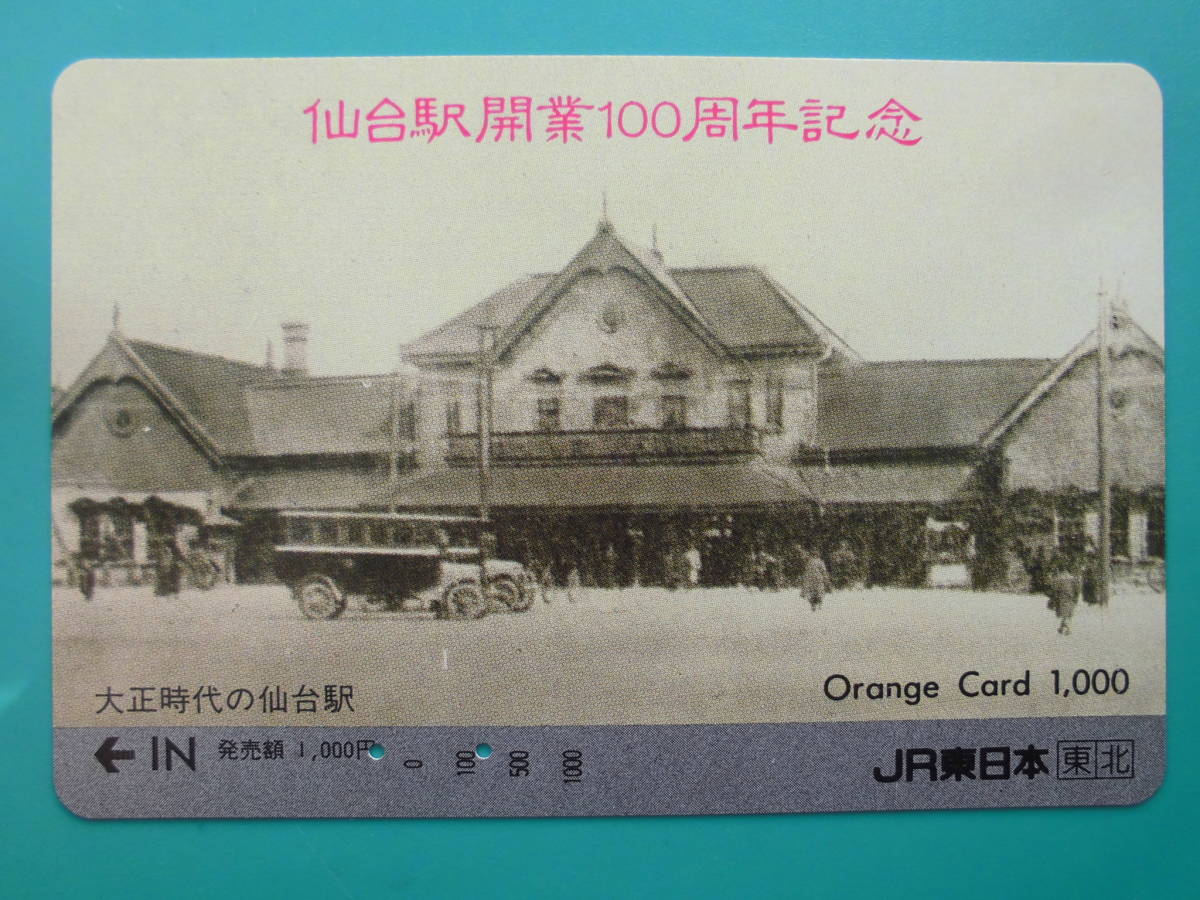 仙台駅開業100周年記念
大正時代の仙台駅
Orange Card 1,000
←IN 発売額 1,000円 0 100 500 1000
JR東日本 東北